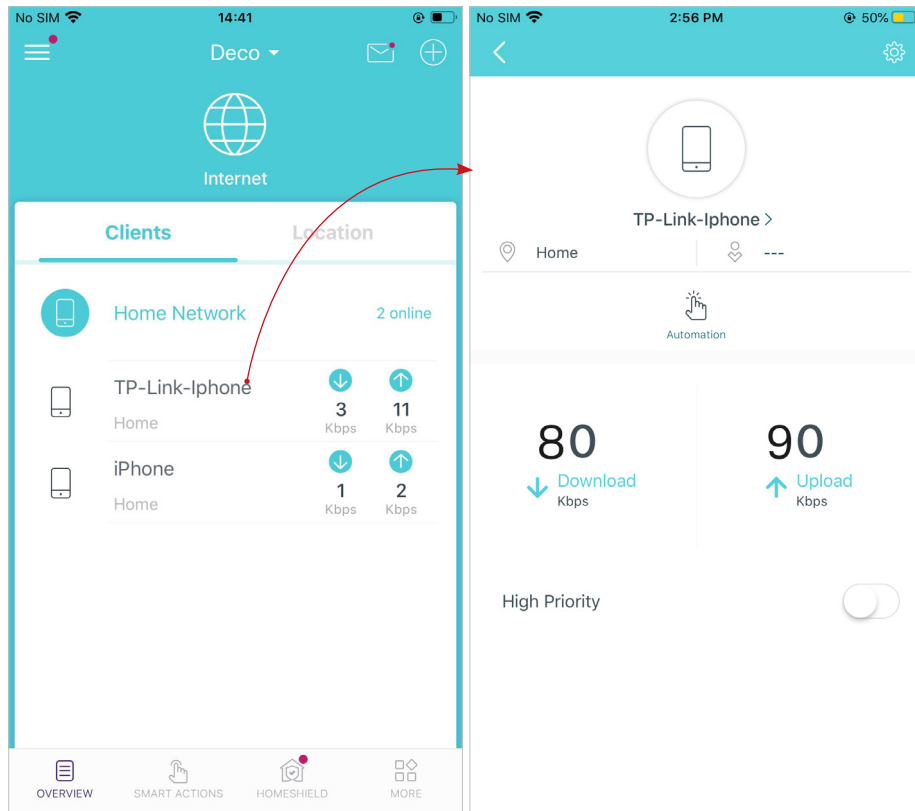 No SIM 14:41
Deco
Internet
Clients Location
Home Network 2 online
TP-Link-Iphone
Home
3 11
Kbps Kbps
iPhone
Home
1 2
Kbps Kbps
OVERVIEW SMART ACTIONS HOMESHIELD MORE
No SIM 2:56 PM 50%
TP-Link-Iphone >
Home ---
Automation
80 90
Download Upload
Kbps Kbps
High Priority